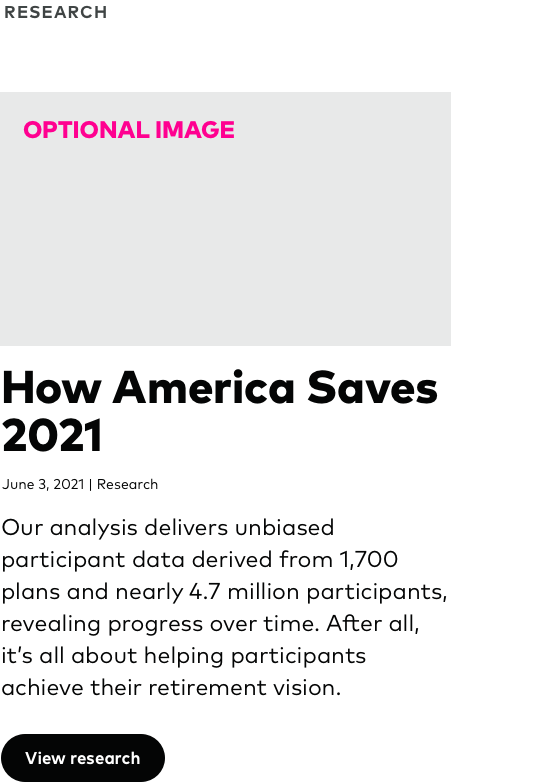 RESEARCH
OPTIONAL IMAGE
How America Saves
2021
June 3, 2021 | Research
Our analysis delivers unbiased
participant data derived from 1,700
plans and nearly 4.7 million participants,
revealing progress over time. After all,
it’s all about helping participants
achieve their retirement vision.
View research